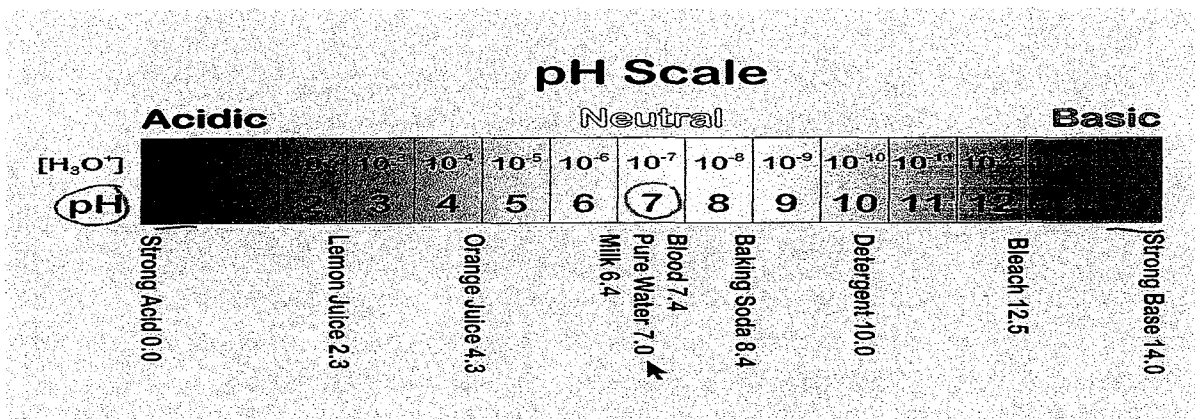 pH Scale
Acidic Neutral Basic
[H₃O⁺] 10⁻³ 10⁻⁴ 10⁻⁵ 10⁻⁶ 10⁻⁷ 10⁻⁸ 10⁻⁹ 10⁻¹⁰ 10⁻¹¹
pH 2 3 4 5 6 7 8 9 10 11 12
Strong Acid 0.0
Lemon Juice 2.3
Orange Juice 4.3
Milk 6.4
Pure Water 7.0
Blood 7.4
Baking Soda 8.4
Detergent 10.0
Bleach 12.5
Strong Base 14.0